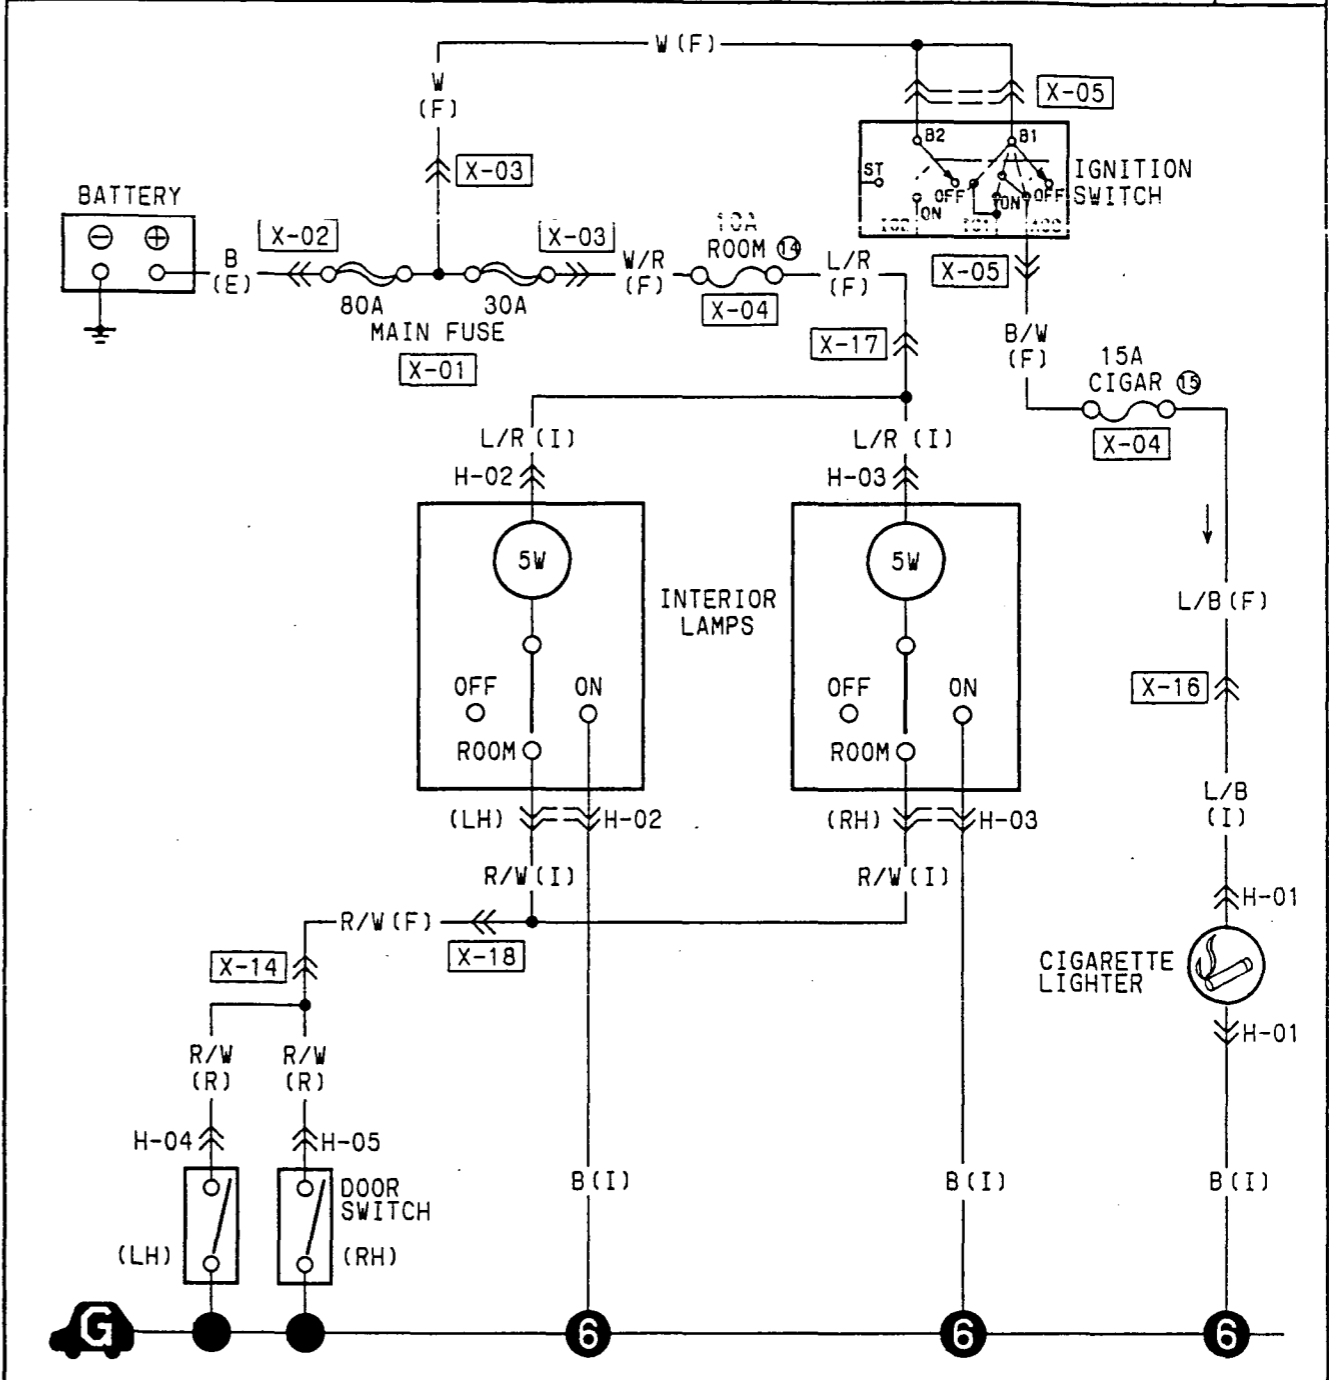 W(F)
W
(F)
X-05
B2
B1
X-03
IGNITION
SWITCH
ST
OFF
ON
OFF
ON
BATTERY
X-02
X-03
10A
ROOM 14
X-05
B
(E)
W/R
(F)
L/R
(F)
80A
30A
X-04
MAIN FUSE
X-01
X-17
B/W
(F)
15A
CIGAR 15
X-04
L/R(I)
L/R(I)
H-02
H-03
5W
5W
INTERIOR
LAMPS
L/B(F)
OFF
ON
OFF
ON
X-16
ROOM
ROOM
(LH)
H-02
(RH)
H-03
L/B
(I)
R/W(I)
R/W(I)
H-01
R/W(F)
X-18
X-14
CIGARETTE
LIGHTER
H-01
R/W
(R)
R/W
(R)
H-04
H-05
DOOR
SWITCH
B(I)
B(I)
B(I)
(LH)
(RH)
G
6
6
6